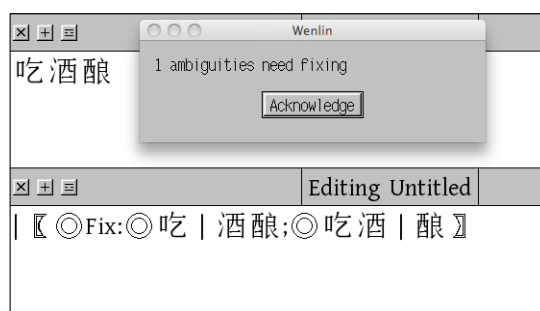 Wenlin
吃酒酿
1 ambiguities need fixing
Acknowledge
Editing Untitled
|〖◎Fix:◎吃 | 酒酿;◎吃酒 | 酿〗